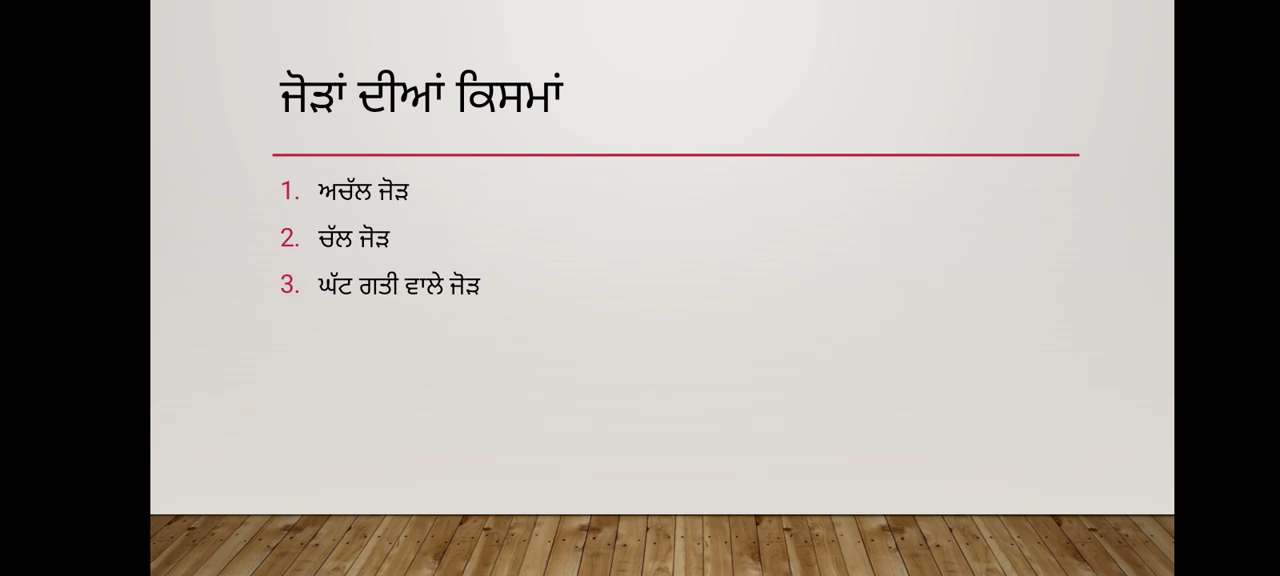 ਜੋੜਾਂ ਦੀਆਂ ਕਿਸਮਾਂ
1. ਅਚੱਲ ਜੋੜ
2. ਚੱਲ ਜੋੜ
3. ਘੱਟ ਗਤੀ ਵਾਲੇ ਜੋੜ